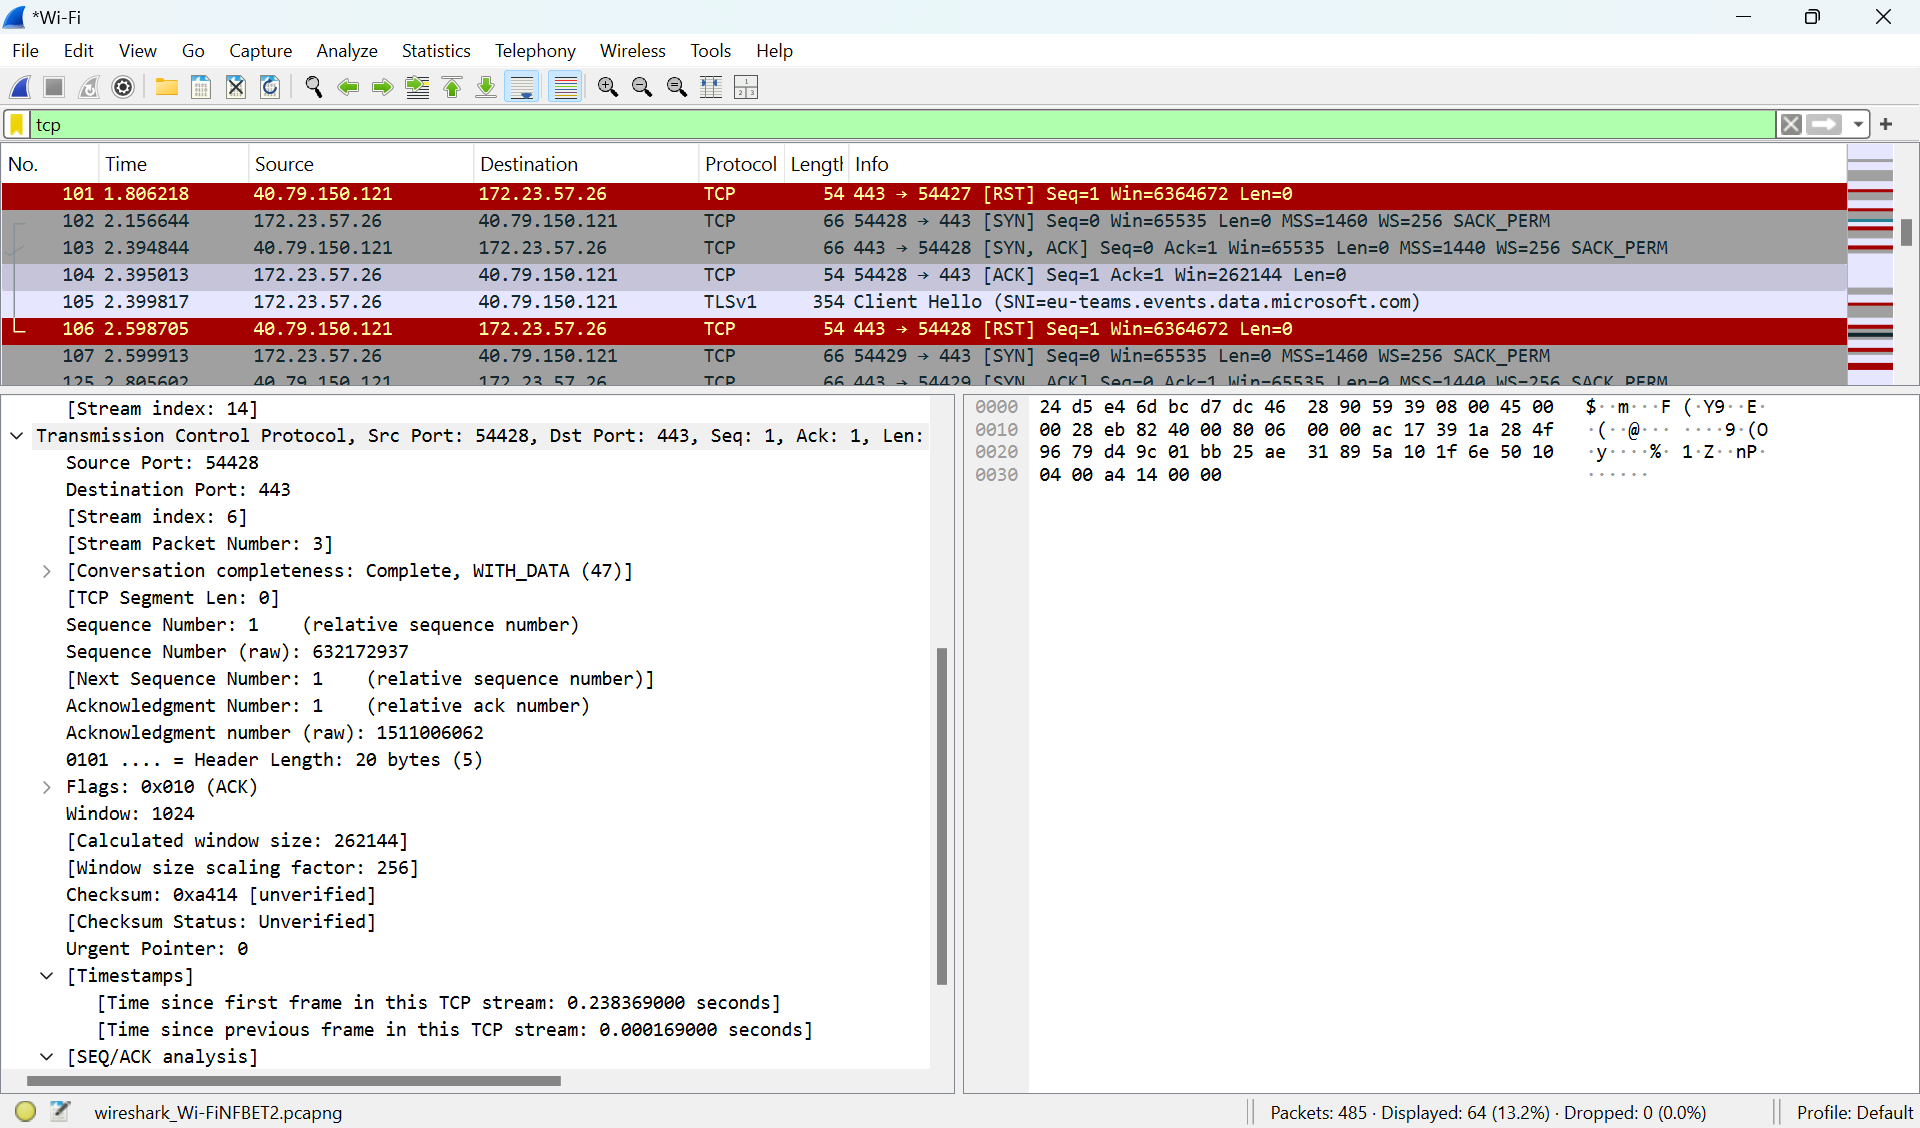 *Wi-Fi
File Edit View Go Capture Analyze Statistics Telephony Wireless Tools Help
tcp
No. Time Source Destination Protocol Lengtl Info
101 1.806218 40.79.150.121 172.23.57.26 TCP 54 443 → 54427 [RST] Seq=1 Win=6364672 Len=0
102 2.156644 172.23.57.26 40.79.150.121 TCP 66 54428 → 443 [SYN] Seq=0 Win=65535 Len=0 MSS=1460 WS=256 SACK_PERM
103 2.394844 40.79.150.121 172.23.57.26 TCP 66 443 → 54428 [SYN, ACK] Seq=0 Ack=1 Win=65535 Len=0 MSS=1440 WS=256 SACK_PERM
104 2.395013 172.23.57.26 40.79.150.121 TCP 54 54428 → 443 [ACK] Seq=1 Ack=1 Win=262144 Len=0
105 2.399817 172.23.57.26 40.79.150.121 TLSv1 354 Client Hello (SNI=eu-teams.events.data.microsoft.com)
106 2.598705 40.79.150.121 172.23.57.26 TCP 54 443 → 54428 [RST] Seq=1 Win=6364672 Len=0
107 2.599913 172.23.57.26 40.79.150.121 TCP 66 54429 → 443 [SYN] Seq=0 Win=65535 Len=0 MSS=1460 WS=256 SACK_PERM
125 2.805602 40.79.150.121 172.23.57.26 TCP 66 443 → 54429 [SYN, ACK] Seq=0 Ack=1 Win=65535 Len=0 MSS=1440 WS=256 SACK_PERM
[Stream index: 14]
Transmission Control Protocol, Src Port: 54428, Dst Port: 443, Seq: 1, Ack: 1, Len:
Source Port: 54428
Destination Port: 443
[Stream index: 6]
[Stream Packet Number: 3]
[Conversation completeness: Complete, WITH_DATA (47)]
[TCP Segment Len: 0]
Sequence Number: 1 (relative sequence number)
Sequence Number (raw): 632172937
[Next Sequence Number: 1 (relative sequence number)]
Acknowledgment Number: 1 (relative ack number)
Acknowledgment number (raw): 1511006062
0101 .... = Header Length: 20 bytes (5)
Flags: 0x010 (ACK)
Window: 1024
[Calculated window size: 262144]
[Window size scaling factor: 256]
Checksum: 0xa414 [unverified]
[Checksum Status: Unverified]
Urgent Pointer: 0
[Timestamps]
[Time since first frame in this TCP stream: 0.238369000 seconds]
[Time since previous frame in this TCP stream: 0.000169000 seconds]
[SEQ/ACK analysis]
0000 24 d5 e4 6d bc d7 dc 46 28 90 59 39 08 00 45 00 $··m···F (·Y9··E·
0010 00 28 eb 82 40 00 80 06 00 00 ac 17 39 1a 28 4f ·(··@··· ····9·(O
0020 96 79 d4 9c 01 bb 25 ae 31 89 5a 10 1f 6e 50 10 ·y····%· 1·Z··nP·
0030 04 00 a4 14 00 00 ······
wireshark_Wi-FiNFBET2.pcapng
Packets: 485 · Displayed: 64 (13.2%) · Dropped: 0 (0.0%)
Profile: Default